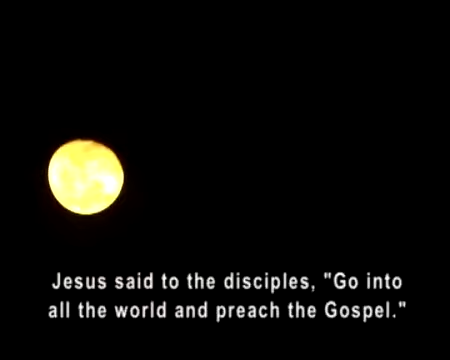 Jesus said to the disciples, "Go into
all the world and preach the Gospel."